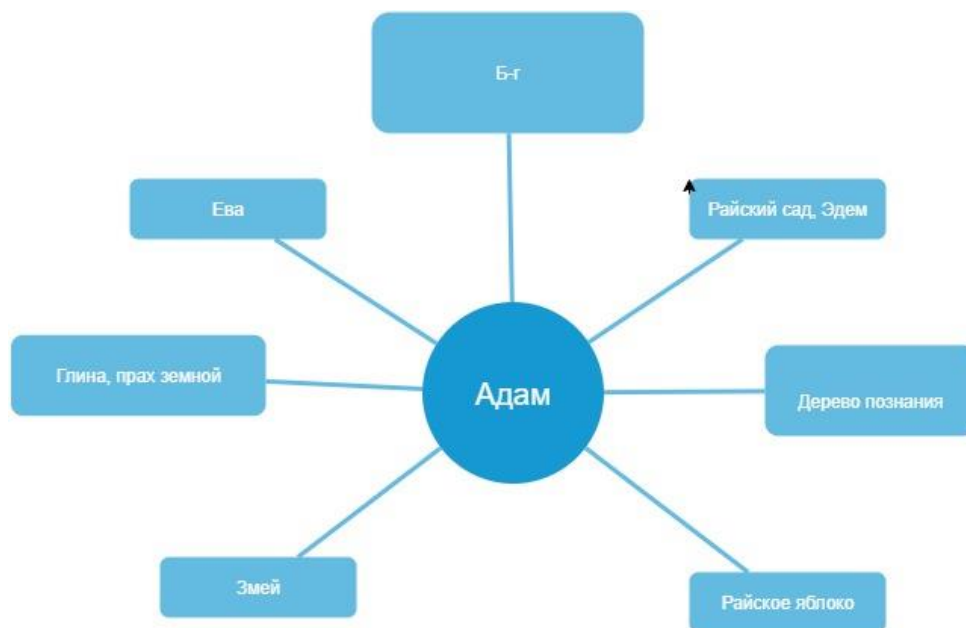 Б-г
Ева
Райский сад, Эдем
Глина, прах земной
Адам
Дерево познания
Змей
Райское яблоко